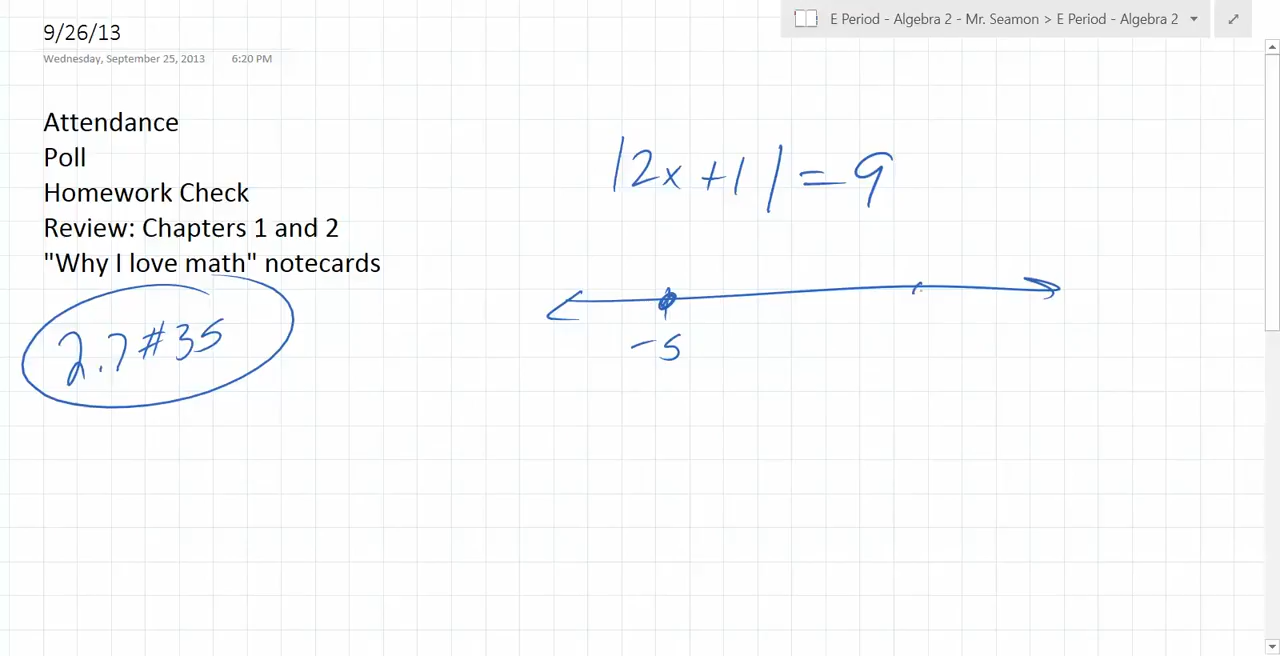 E Period - Algebra 2 - Mr. Seamon > E Period - Algebra 2
9/26/13
Wednesday, September 25, 2013 6:20 PM
Attendance
Poll
Homework Check
Review: Chapters 1 and 2
"Why I love math" notecards
2.7 #35
|2x+1|=9
-5